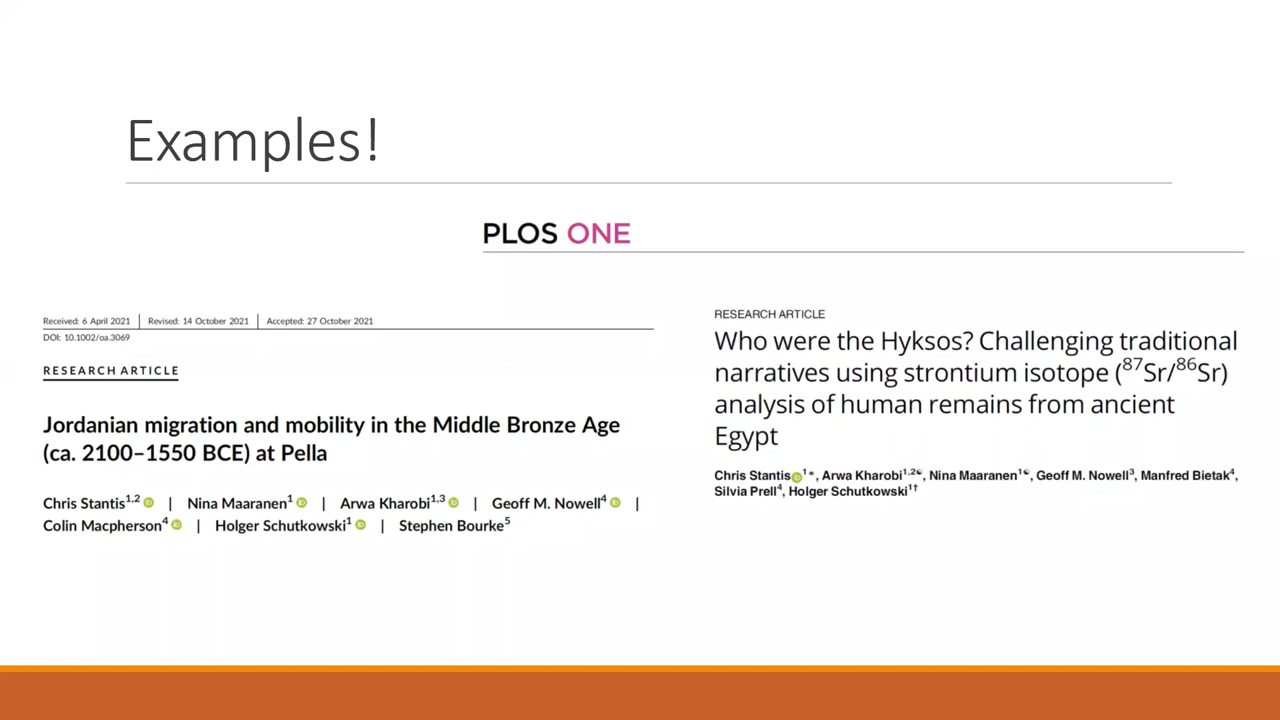 Examples!
PLOS ONE
Received: 6 April 2021 | Revised: 14 October 2021 | Accepted: 27 October 2021
DOI: 10.1002/oa.3069
RESEARCH ARTICLE
Jordanian migration and mobility in the Middle Bronze Age
(ca. 2100–1550 BCE) at Pella
Chris Stantis1,2 | Nina Maaranen1 | Arwa Kharobi1,3 | Geoff M. Nowell4 |
Colin Macpherson4 | Holger Schutkowski1 | Stephen Bourke5
RESEARCH ARTICLE
Who were the Hyksos? Challenging traditional
narratives using strontium isotope (87Sr/86Sr)
analysis of human remains from ancient
Egypt
Chris Stantis1*, Arwa Kharobi1,2☯, Nina Maaranen1☯, Geoff M. Nowell3, Manfred Bietak4,
Silvia Prell4, Holger Schutkowski1†